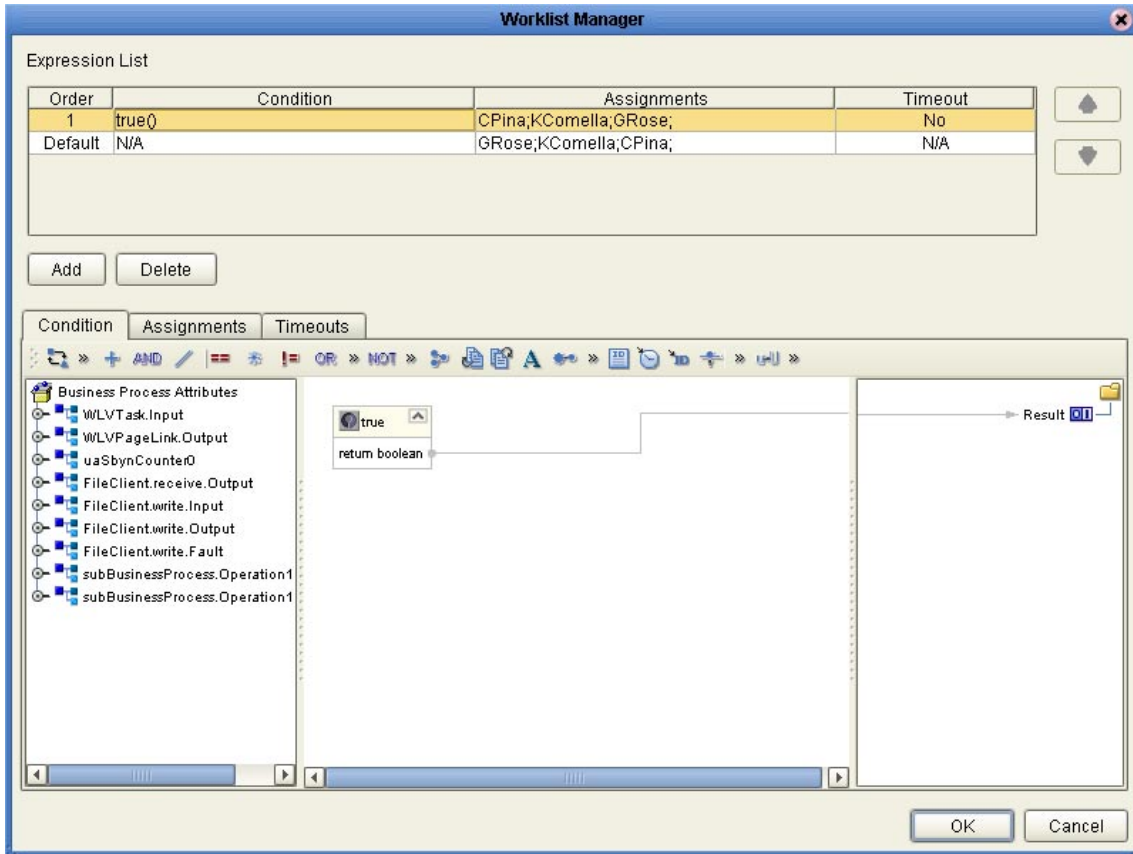 Worklist Manager
Expression List
Order Condition Assignments Timeout
1 true() CPina;KComella;GRose; No
Default N/A GRose;KComella;CPina; N/A
Add Delete
Condition Assignments Timeouts
AND == != OR » NOT » A » »
Business Process Attributes
WLVTask.Input
WLVPageLink.Output
uaSbynCounter0
FileClient.receive.Output
FileClient.write.Input
FileClient.write.Output
FileClient.write.Fault
subBusinessProcess.Operation1
subBusinessProcess.Operation1
true
return boolean
Result
OK Cancel